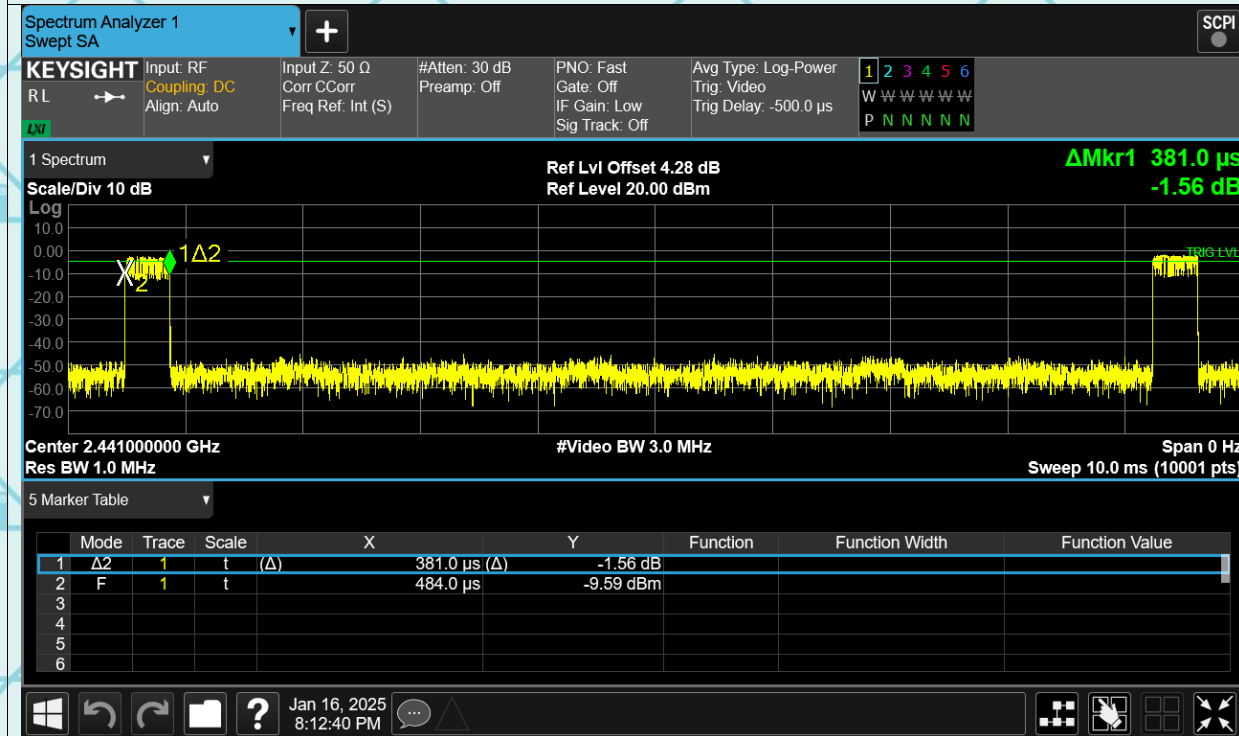 Spectrum Analyzer 1
Swept SA
+
SCPI
KEYSIGHT
RL
LXI
Input: RF
Coupling: DC
Align: Auto
Input Z: 50 Ω
Corr CCorr
Freq Ref: Int (S)
#Atten: 30 dB
Preamp: Off
PNO: Fast
Gate: Off
IF Gain: Low
Sig Track: Off
Avg Type: Log-Power
Trig: Video
Trig Delay: -500.0 µs
1 2 3 4 5 6
W W W W W W
P N N N N N
1 Spectrum
Scale/Div 10 dB
Log
Ref Lvl Offset 4.28 dB
Ref Level 20.00 dBm
ΔMkr1 381.0 µs
-1.56 dB
10.0
0.00
-10.0
-20.0
-30.0
-40.0
-50.0
-60.0
-70.0
1Δ2
X2
TRIG LVL
Center 2.441000000 GHz
Res BW 1.0 MHz
#Video BW 3.0 MHz
Span 0 Hz
Sweep 10.0 ms (10001 pts)
5 Marker Table
Mode Trace Scale X Y Function Function Width Function Value
1 Δ2 1 t (Δ) 381.0 µs (Δ) -1.56 dB
2 F 1 t 484.0 µs -9.59 dBm
3
4
5
6
?
Jan 16, 2025
8:12:40 PM